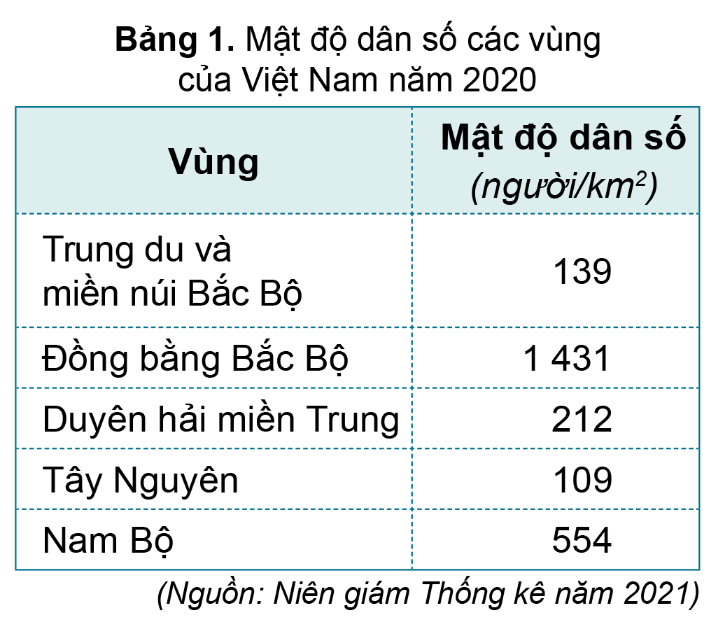 Bảng 1. Mật độ dân số các vùng
của Việt Nam năm 2020
Vùng
Mật độ dân số
(người/km²)
Trung du và
miền núi Bắc Bộ
139
Đồng bằng Bắc Bộ
1 431
Duyên hải miền Trung
212
Tây Nguyên
109
Nam Bộ
554
(Nguồn: Niên giám Thống kê năm 2021)